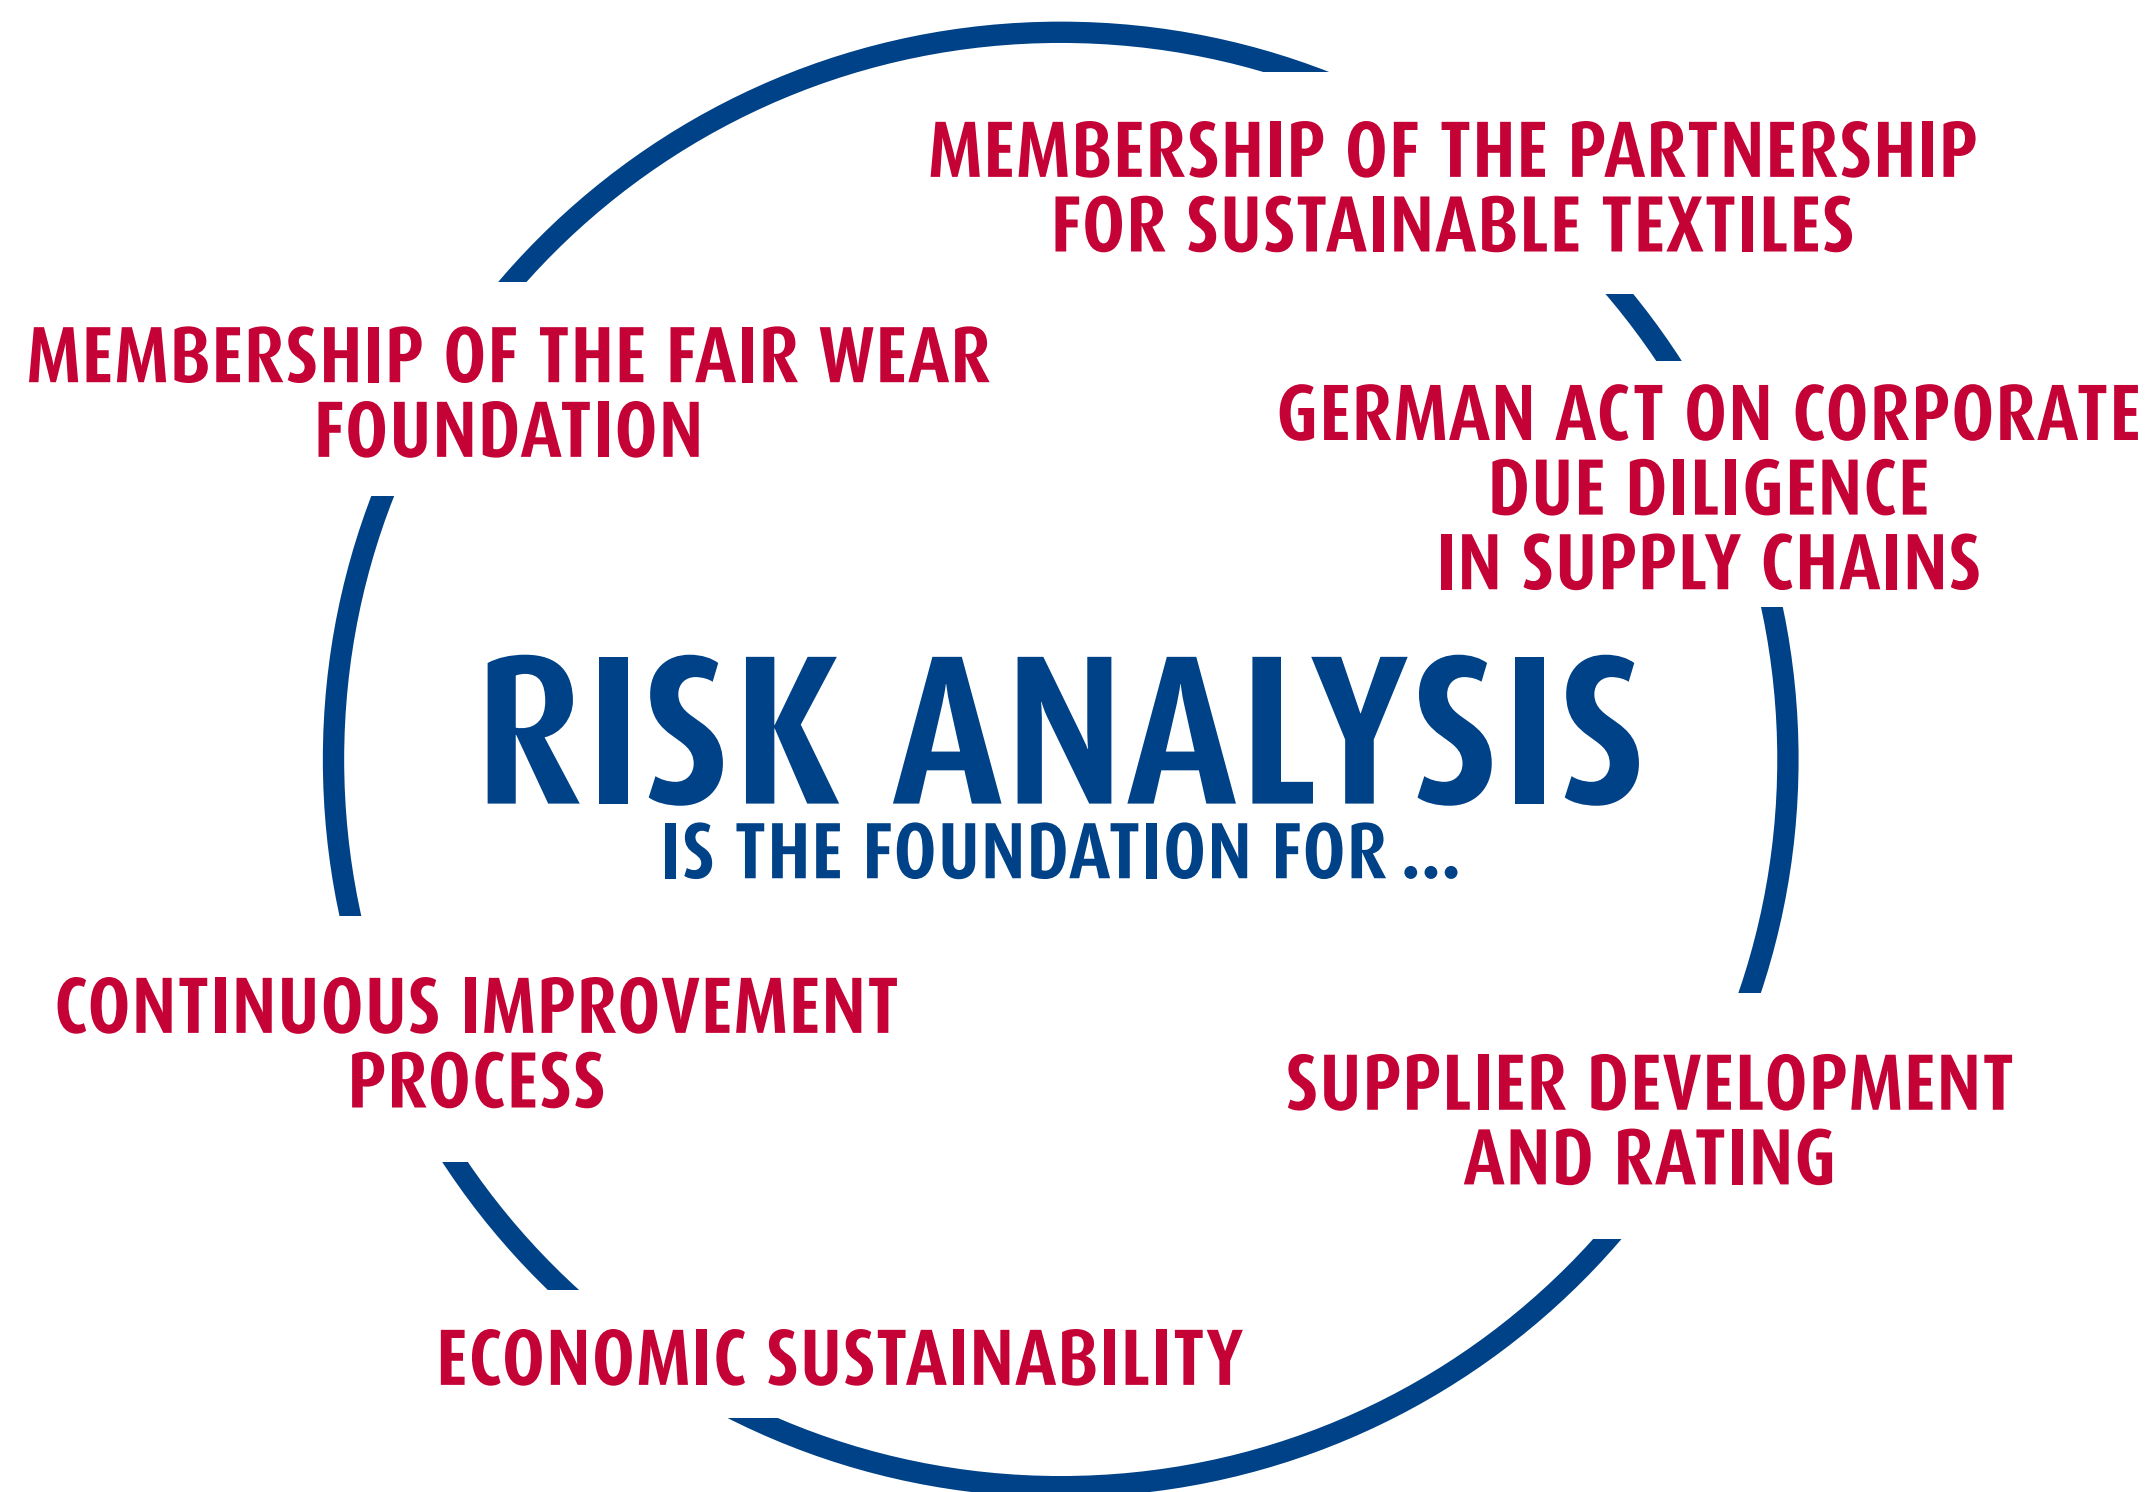 MEMBERSHIP OF THE PARTNERSHIP
FOR SUSTAINABLE TEXTILES
MEMBERSHIP OF THE FAIR WEAR
FOUNDATION
GERMAN ACT ON CORPORATE
DUE DILIGENCE
IN SUPPLY CHAINS
RISK ANALYSIS
IS THE FOUNDATION FOR ...
CONTINUOUS IMPROVEMENT
PROCESS
SUPPLIER DEVELOPMENT
AND RATING
ECONOMIC SUSTAINABILITY